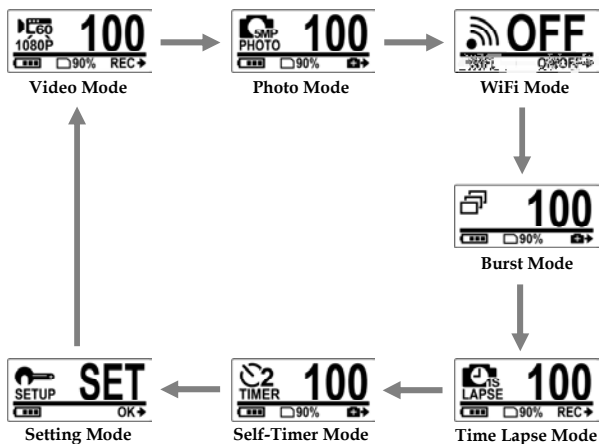 L60
1080P 100
90% REC
Video Mode
5MP
PHOTO 100
90%
Photo Mode
OFF
WiFi Mode
100
90%
Burst Mode
1S
LAPSE 100
90% REC
Time Lapse Mode
2
TIMER 100
90%
Self-Timer Mode
SETUP SET
OK
Setting Mode